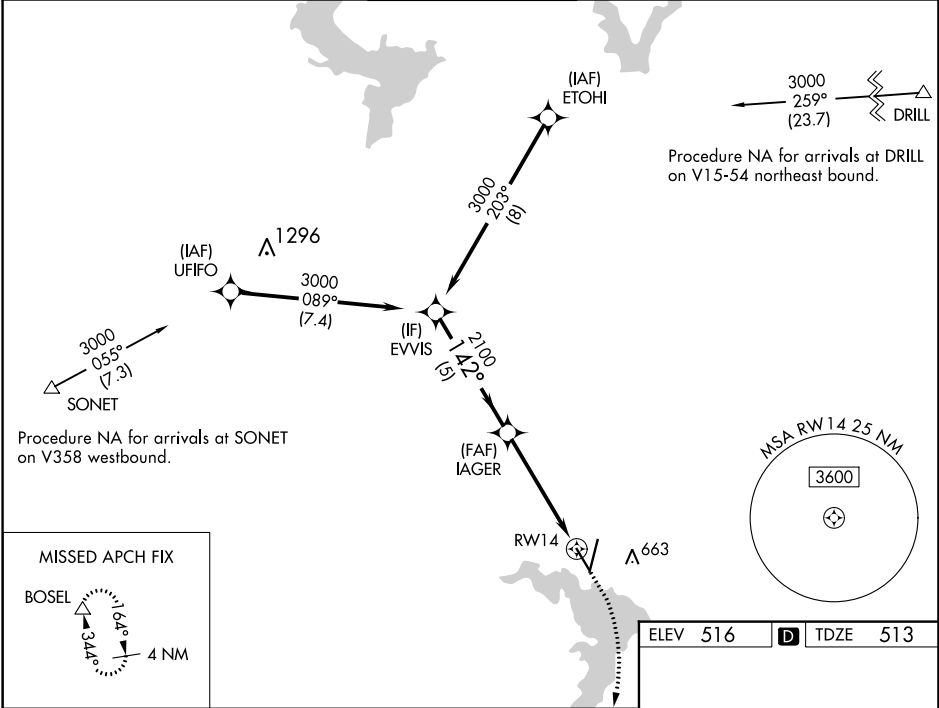 (IAF)
ETOHI
3000
259°
(23.7)
DRILL
Procedure NA for arrivals at DRILL
on V15-54 northeast bound.
3000
203°
(8)
1296
(IAF)
UFIFO
3000
089°
(7.4)
(IF)
EVVIS
2100
142°
(5)
3000
055°
(7.3)
SONET
Procedure NA for arrivals at SONET
on V358 westbound.
(FAF)
IAGER
MSA RW14 25 NM
3600
RW14
663
MISSED APCH FIX
BOSEL
164°
344°
4 NM
ELEV 516 D TDZE 513